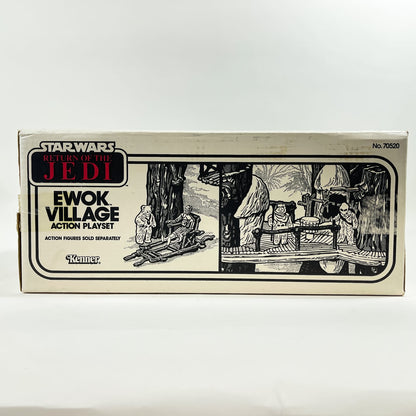 STAR WARS
RETURN OF THE
JEDI
No. 70520
EWOK
VILLAGE
ACTION PLAYSET
ACTION FIGURES SOLD SEPARATELY
Kenner